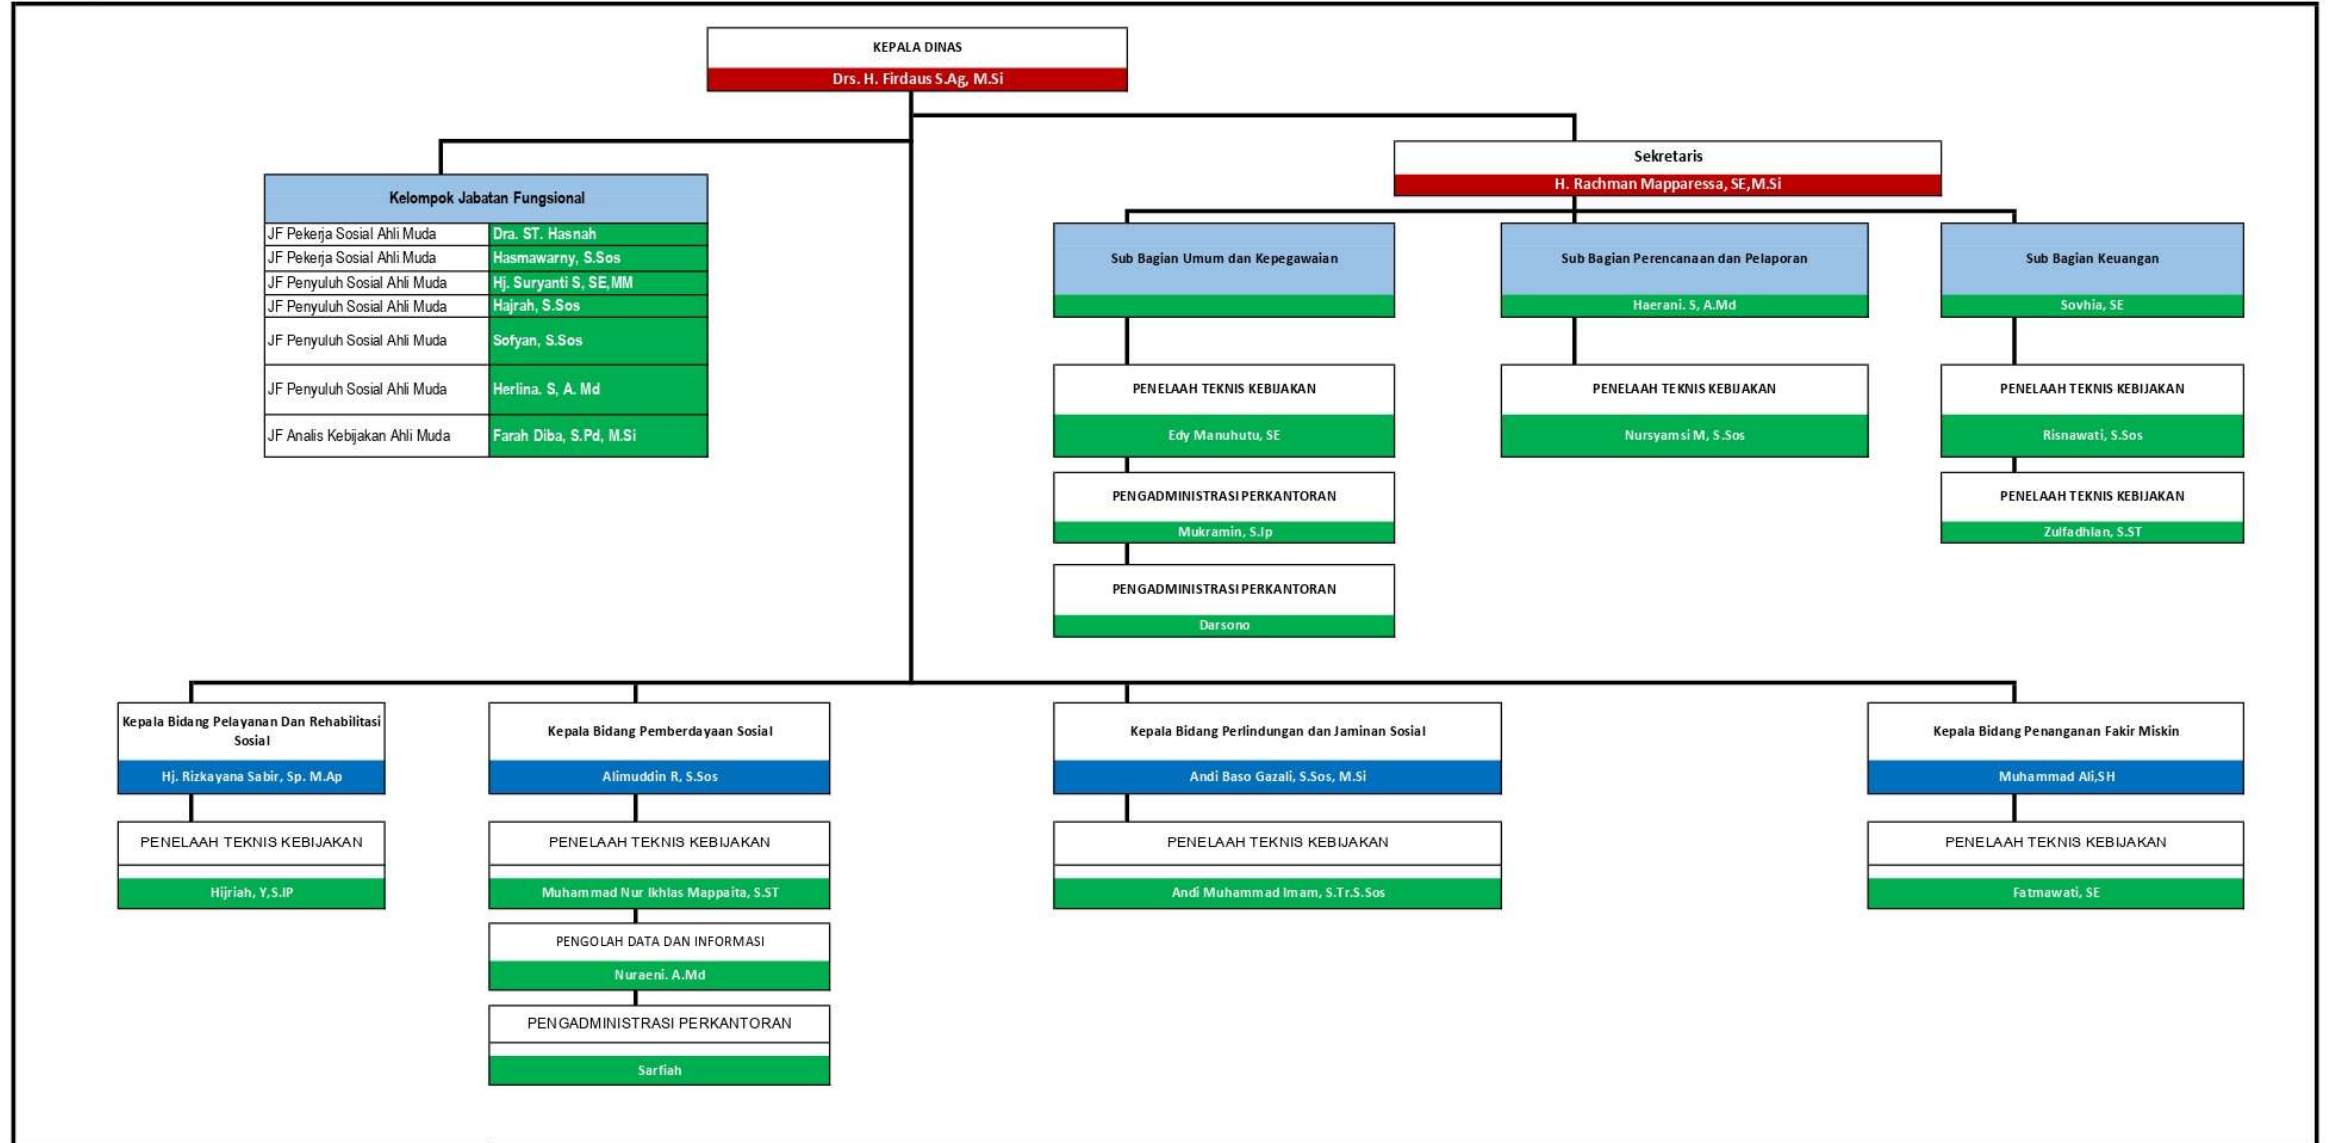 KEPALA DINAS
Drs. H. Firdaus S.Ag, M.Si
Sekretaris
H. Rachman Mapparessa, SE,M.Si
Kelompok Jabatan Fungsional
JF Pekerja Sosial Ahli Muda Dra. ST. Hasnah
JF Pekerja Sosial Ahli Muda Hasmawarny, S.Sos
JF Penyuluh Sosial Ahli Muda Hj. Suryanti S, SE,MM
JF Penyuluh Sosial Ahli Muda Hajrah, S.Sos
JF Penyuluh Sosial Ahli Muda Sofyan, S.Sos
JF Penyuluh Sosial Ahli Muda Herlina. S, A. Md
JF Analis Kebijakan Ahli Muda Farah Diba, S.Pd, M.Si
Sub Bagian Umum dan Kepegawaian
PENELAAH TEKNIS KEBIJAKAN
Edy Manuhutu, SE
PENGADMINISTRASI PERKANTORAN
Mukramin, S.Ip
PENGADMINISTRASI PERKANTORAN
Darsono
Sub Bagian Perencanaan dan Pelaporan
Haerani. S, A.Md
PENELAAH TEKNIS KEBIJAKAN
Nursyamsi M, S.Sos
Sub Bagian Keuangan
Sovhia, SE
PENELAAH TEKNIS KEBIJAKAN
Risnawati, S.Sos
PENELAAH TEKNIS KEBIJAKAN
Zulfadhlan, S.ST
Kepala Bidang Pelayanan Dan Rehabilitasi
Sosial
Hj. Rizkayana Sabir, Sp. M.Ap
PENELAAH TEKNIS KEBIJAKAN
Hijriah, Y,S.IP
Kepala Bidang Pemberdayaan Sosial
Alimuddin R, S.Sos
PENELAAH TEKNIS KEBIJAKAN
Muhammad Nur Ikhlas Mappaita, S.ST
PENGOLAH DATA DAN INFORMASI
Nuraeni. A.Md
PENGADMINISTRASI PERKANTORAN
Sarfiah
Kepala Bidang Perlindungan dan Jaminan Sosial
Andi Baso Gazali, S.Sos, M.Si
PENELAAH TEKNIS KEBIJAKAN
Andi Muhammad Imam, S.Tr.S.Sos
Kepala Bidang Penanganan Fakir Miskin
Muhammad Ali,SH
PENELAAH TEKNIS KEBIJAKAN
Fatmawati, SE